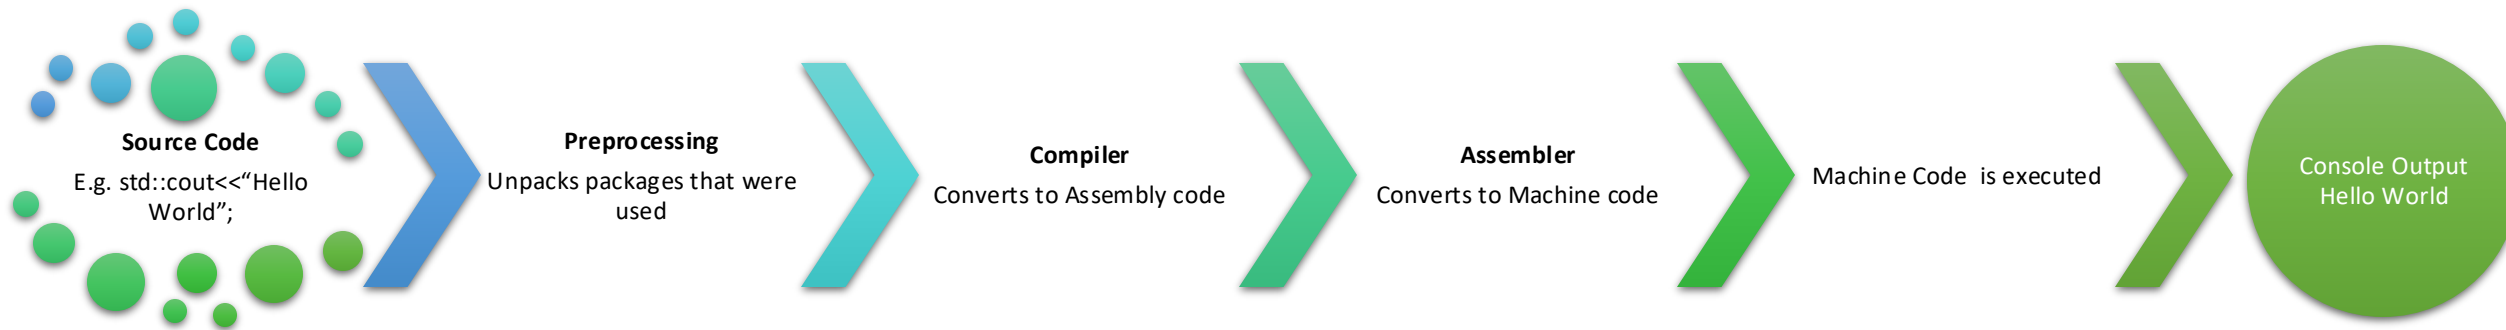 Source Code
E.g. std::cout<<“Hello
World”;
Preprocessing
Unpacks packages that were
used
Compiler
Converts to Assembly code
Assembler
Converts to Machine code
Machine Code  is executed
Console Output
Hello World